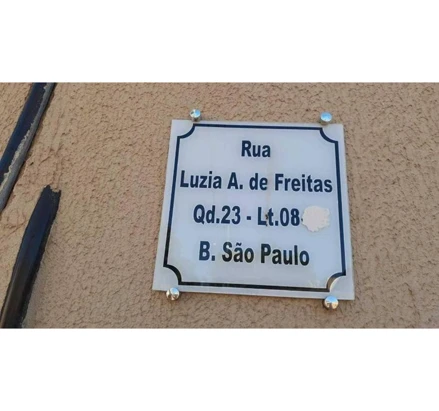 Rua
Luzia A. de Freitas
Qd.23 - Lt.08
B. São Paulo